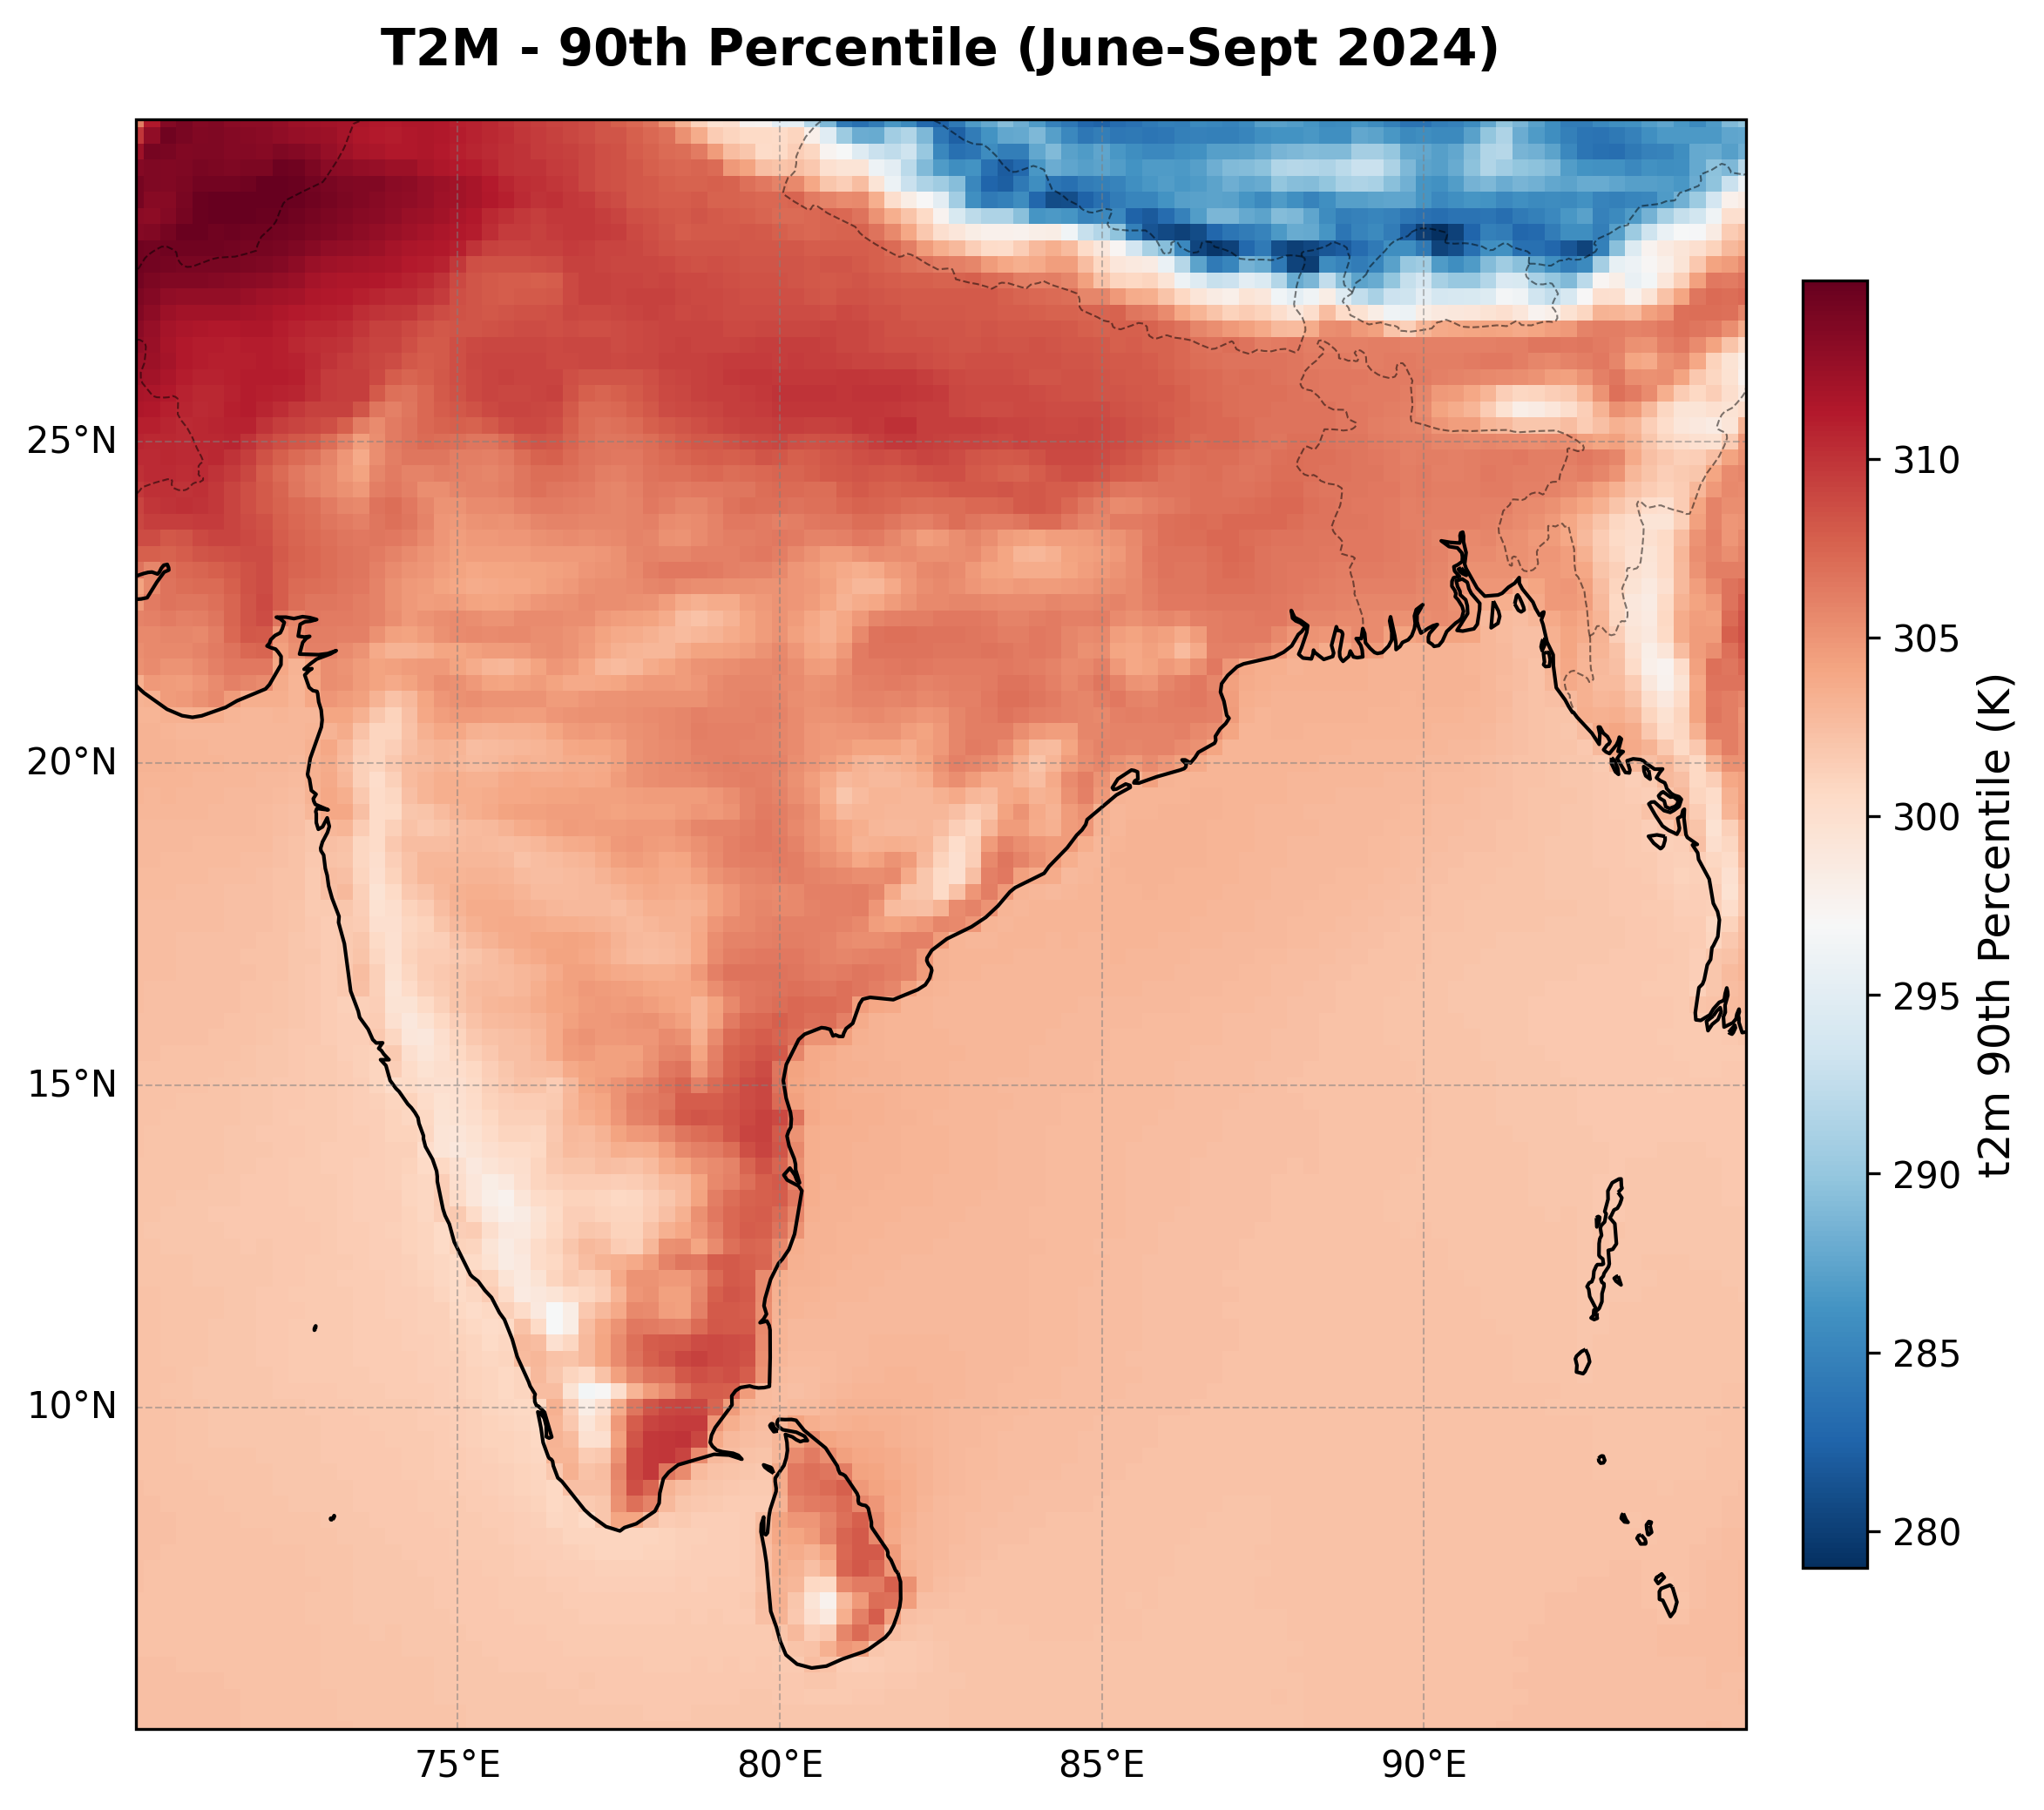 T2M - 90th Percentile (June-Sept 2024)
25°N
20°N
15°N
10°N
75°E
80°E
85°E
90°E
310
305
300
295
290
285
280
t2m 90th Percentile (K)